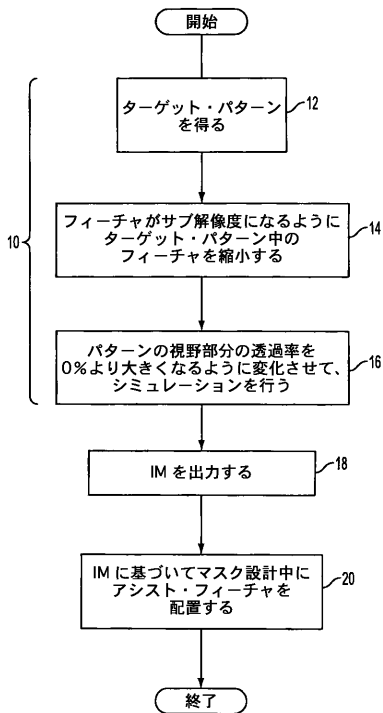 開始
ターゲット・パターン
を得る
12
フィーチャがサブ解像度になるように
ターゲット・パターン中の
フィーチャを縮小する
14
10
パターンの視野部分の透過率を
0%より大きくなるように変化させて、
シミュレーションを行う
16
IM を出力する
18
IM に基づいてマスク設計中に
アシスト・フィーチャを
配置する
20
終了